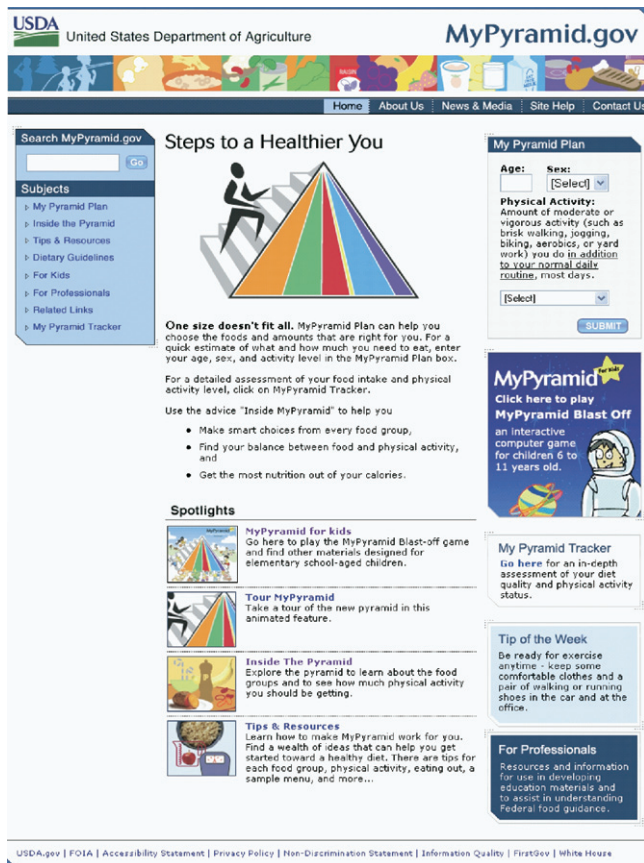 USDA
United States Department of Agriculture
MyPyramid.gov
RAISIN
Home About Us News & Media Site Help Contact Us
Search MyPyramid.gov
Go
Subjects
My Pyramid Plan
Inside the Pyramid
Tips & Resources
Dietary Guidelines
For Kids
For Professionals
Related Links
My Pyramid Tracker
Steps to a Healthier You
One size doesn't fit all. MyPyramid Plan can help you
choose the foods and amounts that are right for you. For a
quick estimate of what and how much you need to eat, enter
your age, sex, and activity level in the MyPyramid Plan box.
For a detailed assessment of your food intake and physical
activity level, click on MyPyramid Tracker.
Use the advice "Inside MyPyramid" to help you
• Make smart choices from every food group,
• Find your balance between food and physical activity,
and
• Get the most nutrition out of your calories.
Spotlights
MyPyramid for kids
Go here to play the MyPyramid Blast-off game
and find other materials designed for
elementary school-aged children.
Tour MyPyramid
Take a tour of the new pyramid in this
animated feature.
Inside The Pyramid
Explore the pyramid to learn about the food
groups and to see how much physical activity
you should be getting.
Tips & Resources
Learn how to make MyPyramid work for you.
Find a wealth of ideas that can help you get
started toward a healthy diet. There are tips for
each food group, physical activity, eating out, a
sample menu, and more...
My Pyramid Plan
Age: Sex:
[Select]
Physical Activity:
Amount of moderate or
vigorous activity (such as
brisk walking, jogging,
biking, aerobics, or yard
work) you do in addition
to your normal daily
routine, most days.
[Select]
SUBMIT
MyPyramid
For Kids
Click here to play
MyPyramid Blast Off
an interactive
computer game
for children 6 to
11 years old.
My Pyramid Tracker
Go here for an in-depth
assessment of your diet
quality and physical activity
status.
Tip of the Week
Be ready for exercise
anytime - keep some
comfortable clothes and a
pair of walking or running
shoes in the car and at the
office.
For Professionals
Resources and information
for use in developing
education materials and
to assist in understanding
Federal food guidance.
USDA.gov | FOIA | Accessibility Statement | Privacy Policy | Non-Discrimination Statement | Information Quality | FirstGov | White House